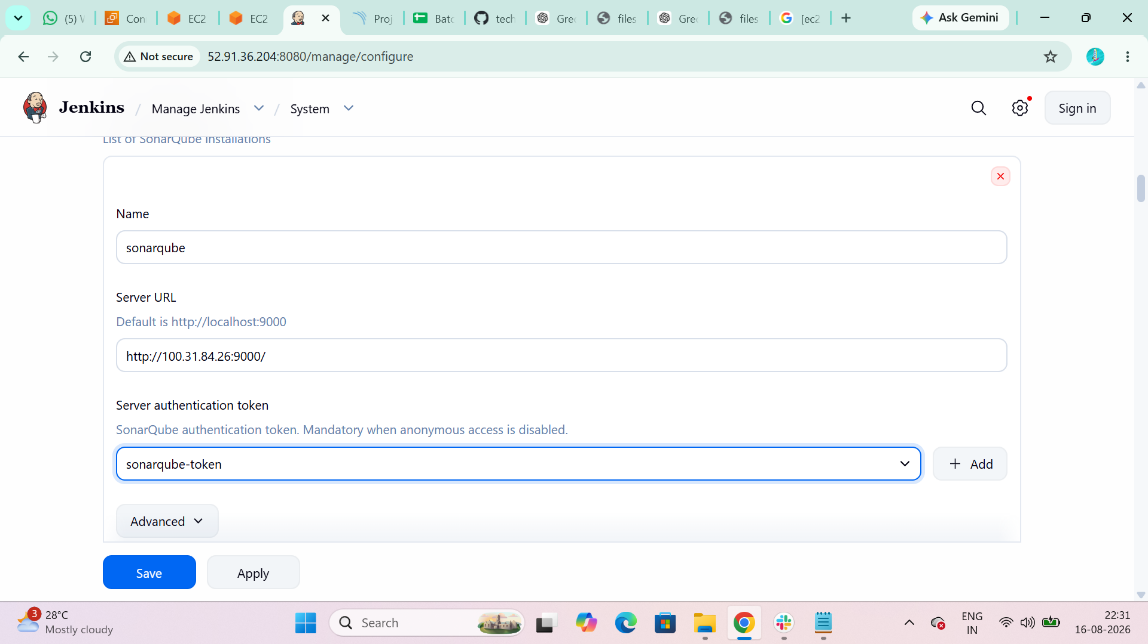 (5) W
Con
EC2
EC2
Proj
Batc
tech
Gree
files
Gre
files
[ec2
Ask Gemini
Not secure
52.91.36.204:8080/manage/configure
Jenkins / Manage Jenkins / System
Sign in
List of SonarQube installations
Name
sonarqube
Server URL
Default is http://localhost:9000
http://100.31.84.26:9000/
Server authentication token
SonarQube authentication token. Mandatory when anonymous access is disabled.
sonarqube-token
+ Add
Advanced
Save
Apply
3
28°C
Mostly cloudy
Search
ENG
IN
22:31
16-08-2026